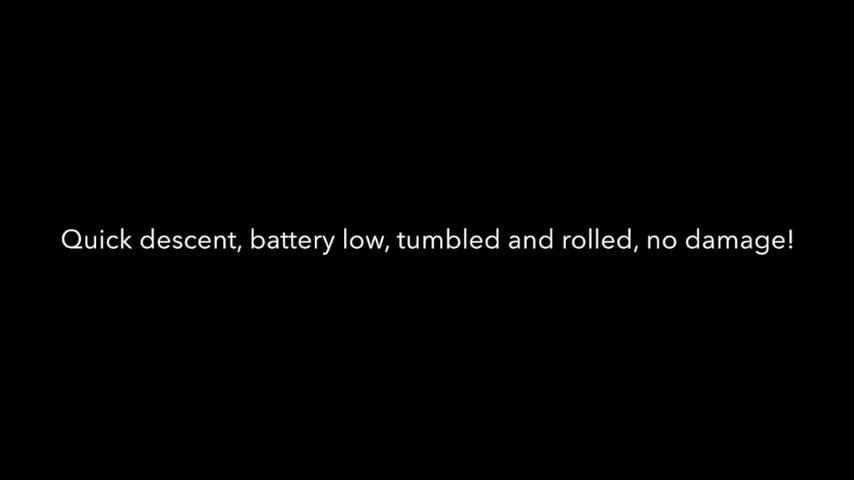 Quick descent, battery low, tumbled and rolled, no damage!